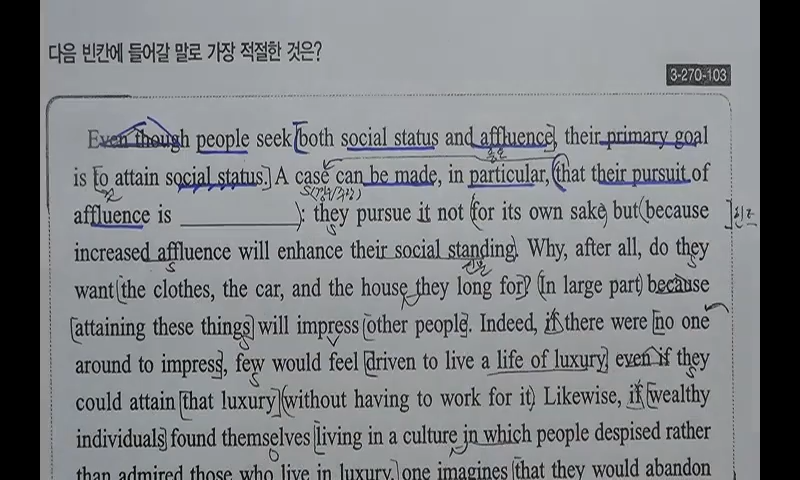 다음 빈칸에 들어갈 말로 가장 적절한 것은?
3-270-103
Even though people seek both social status and affluence, their primary goal
is to attain social status. A case can be made, in particular, that their pursuit of
affluence is ____________: they pursue it not for its own sake but because
increased affluence will enhance their social standing. Why, after all, do they
want the clothes, the car, and the house they long for? In large part because
attaining these things will impress other people. Indeed, if there were no one
around to impress, few would feel driven to live a life of luxury even if they
could attain that luxury without having to work for it. Likewise, if wealthy
individuals found themselves living in a culture in which people despised rather
than admired those who live in luxury, one imagines that they would abandon